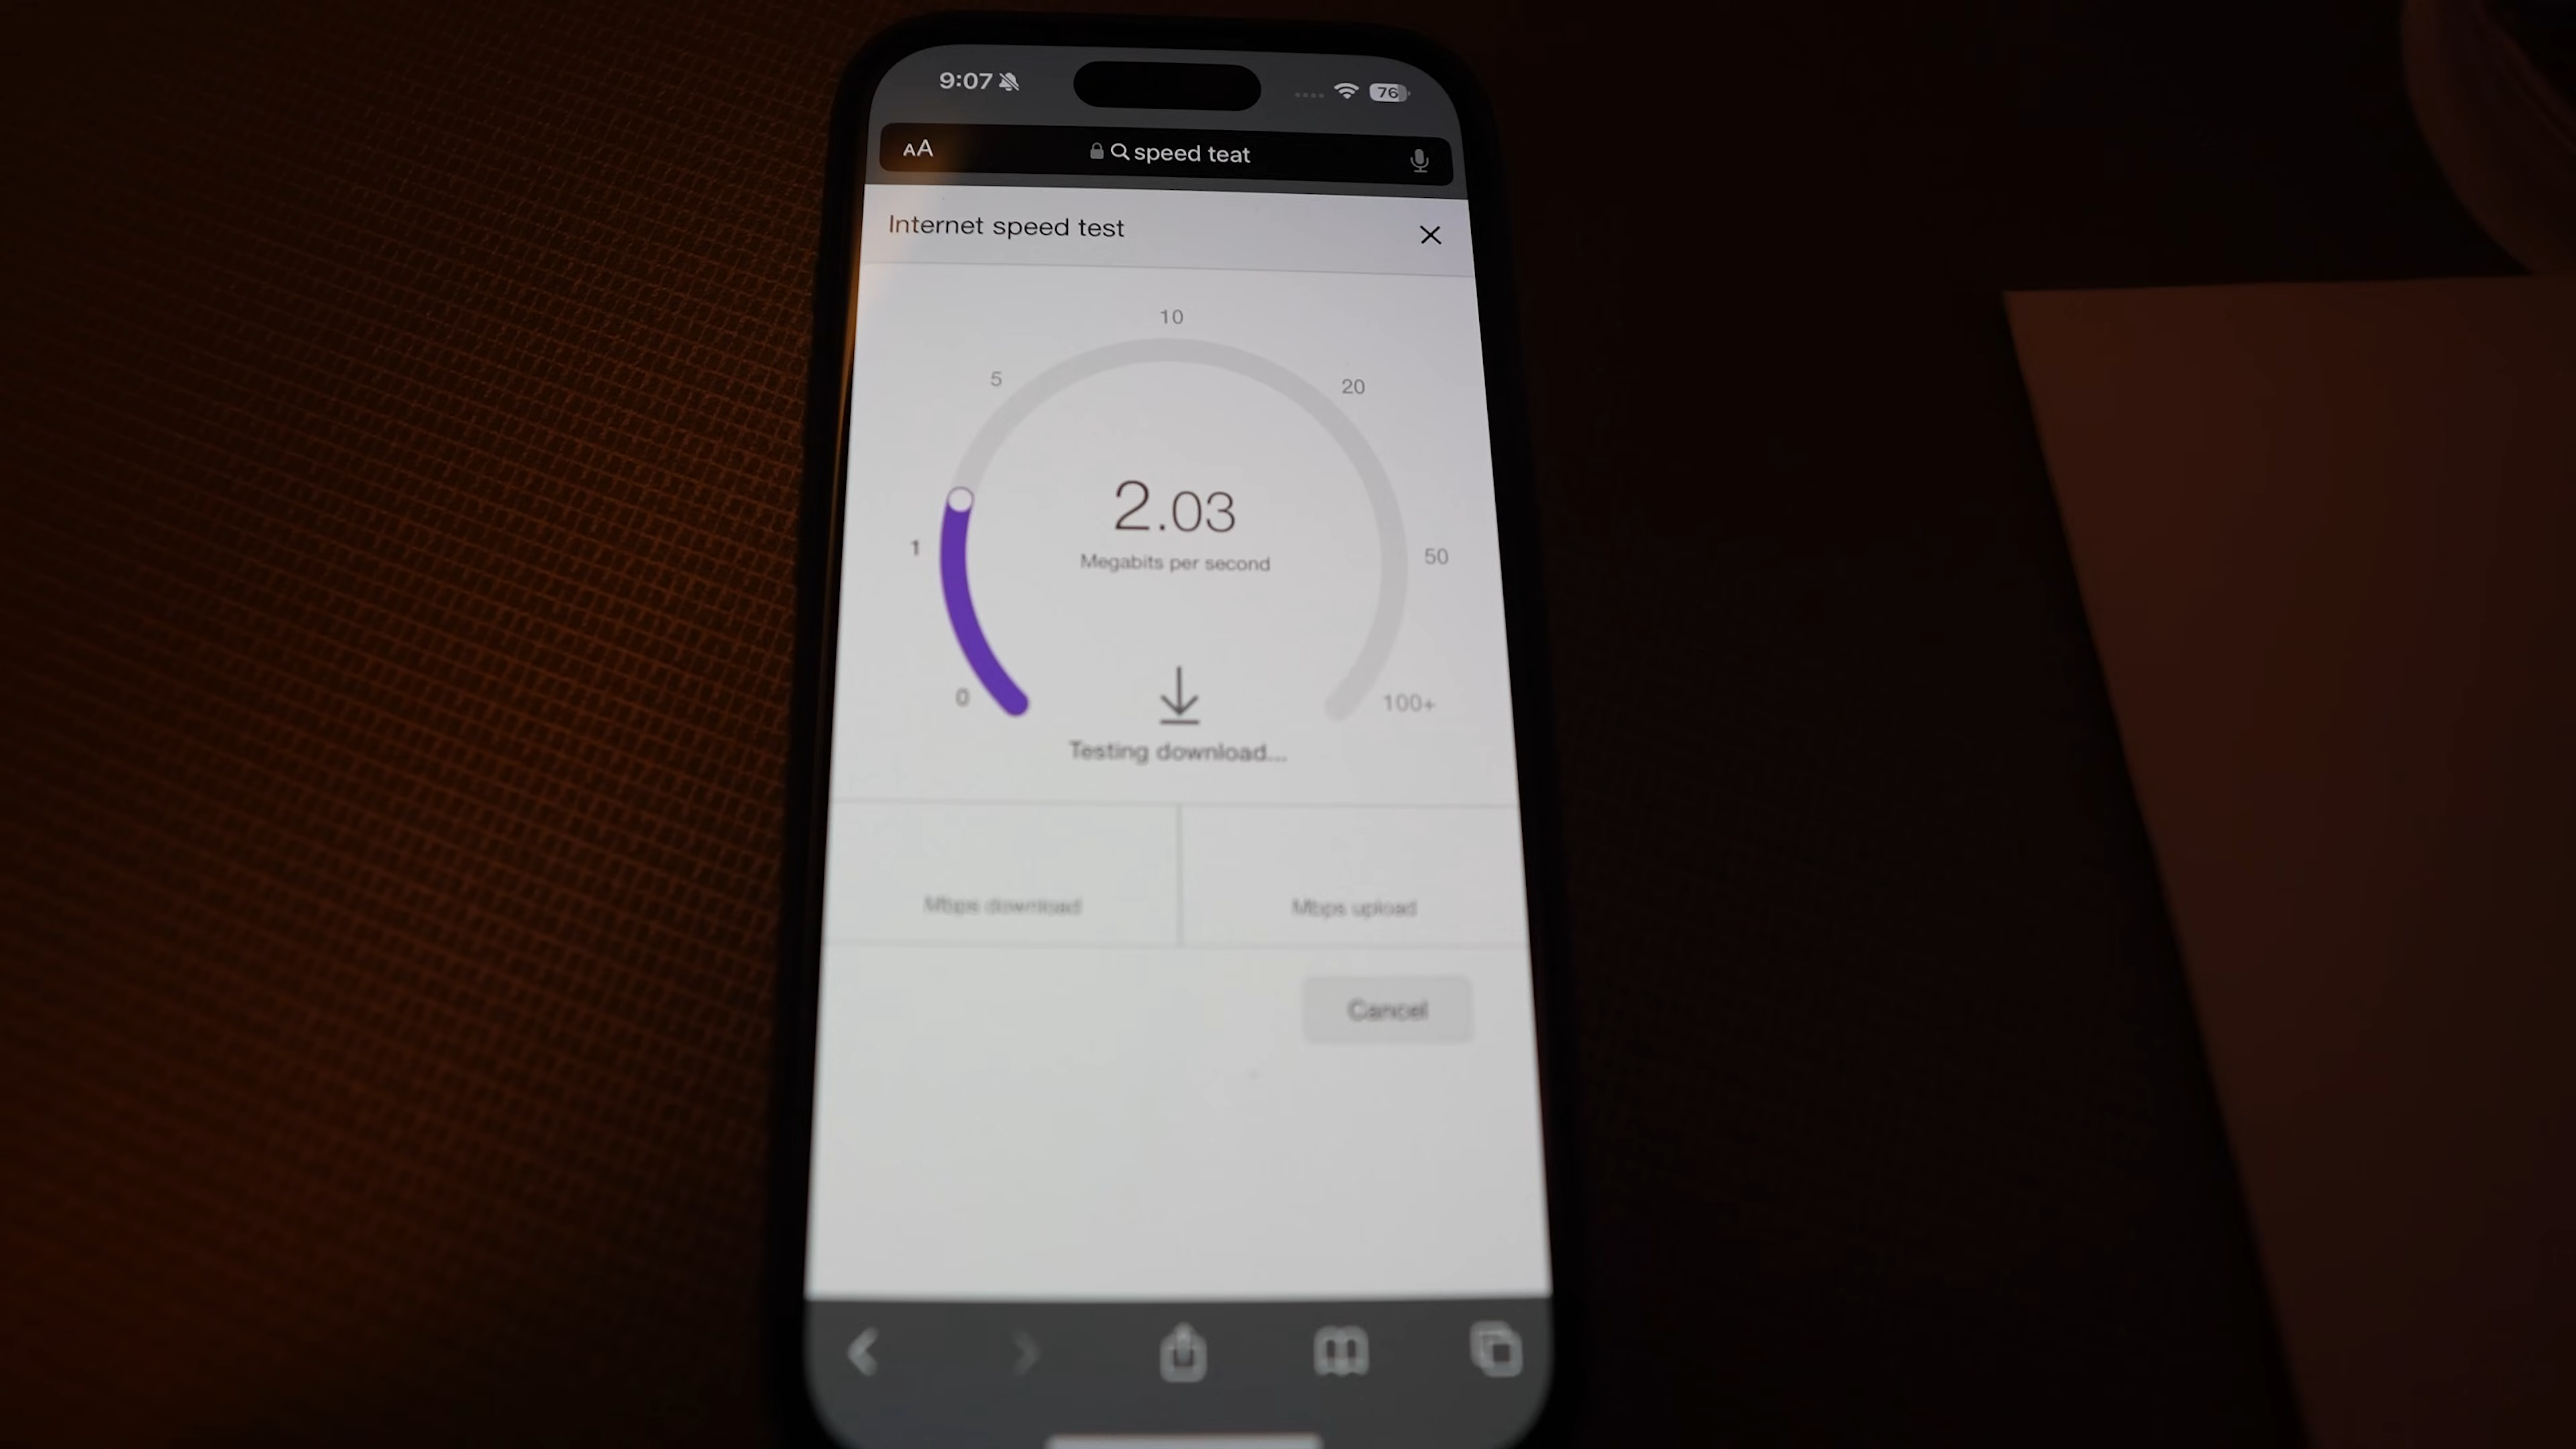 9:07
76
AA
speed teat
Internet speed test
10
5
20
2.03
1
Megabits per second
50
0
100+
Testing download...
Mbps download
Mbps upload
Cancel